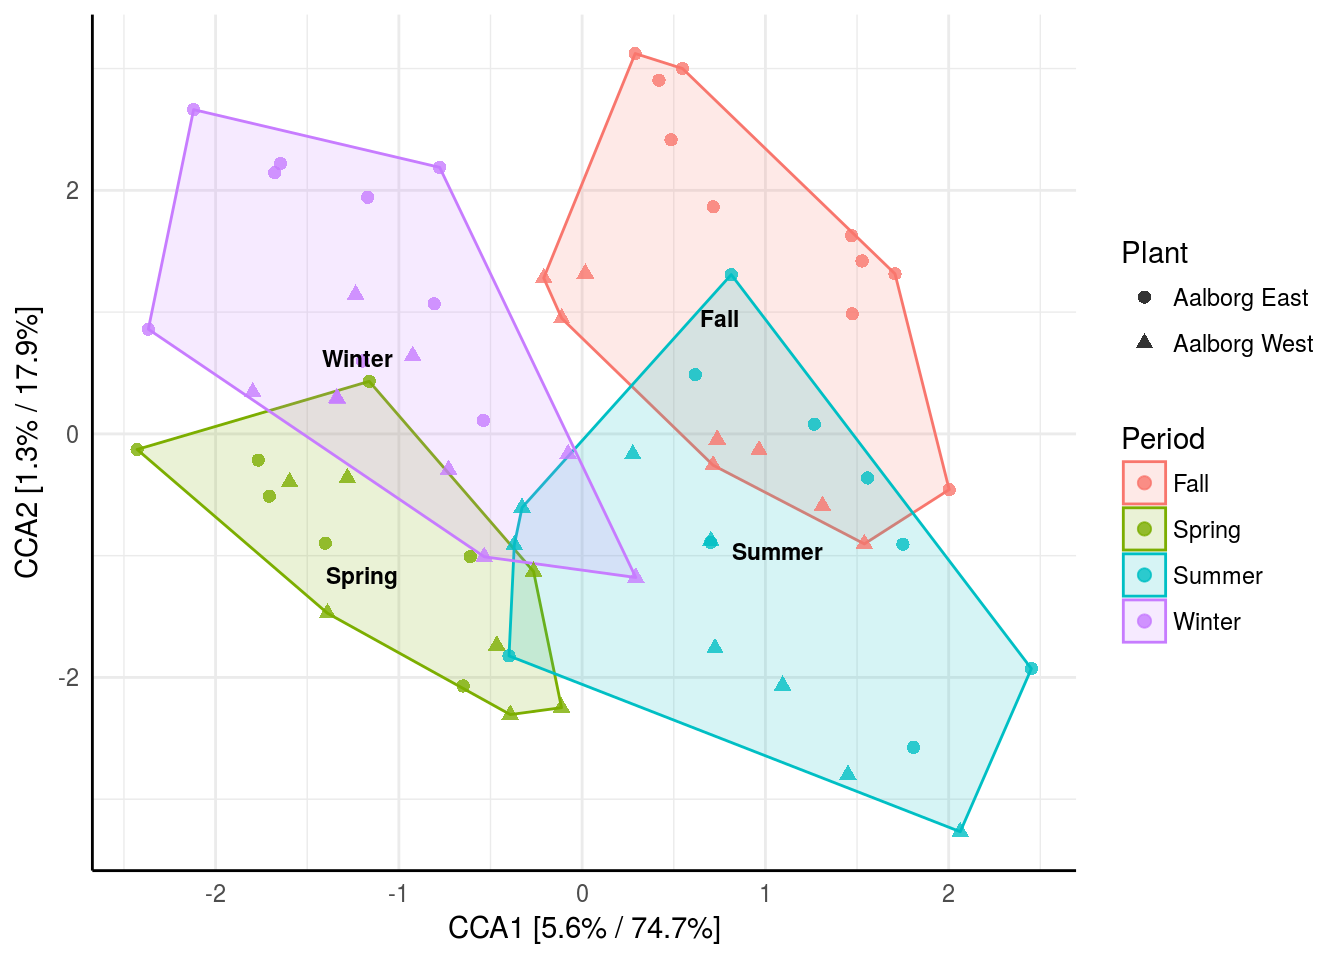 Fall
Winter
Summer
Spring
2
0
-2
CCA2 [1.3% / 17.9%]
-2
-1
0
1
2
CCA1 [5.6% / 74.7%]
Plant
Aalborg East
Aalborg West
Period
Fall
Spring
Summer
Winter